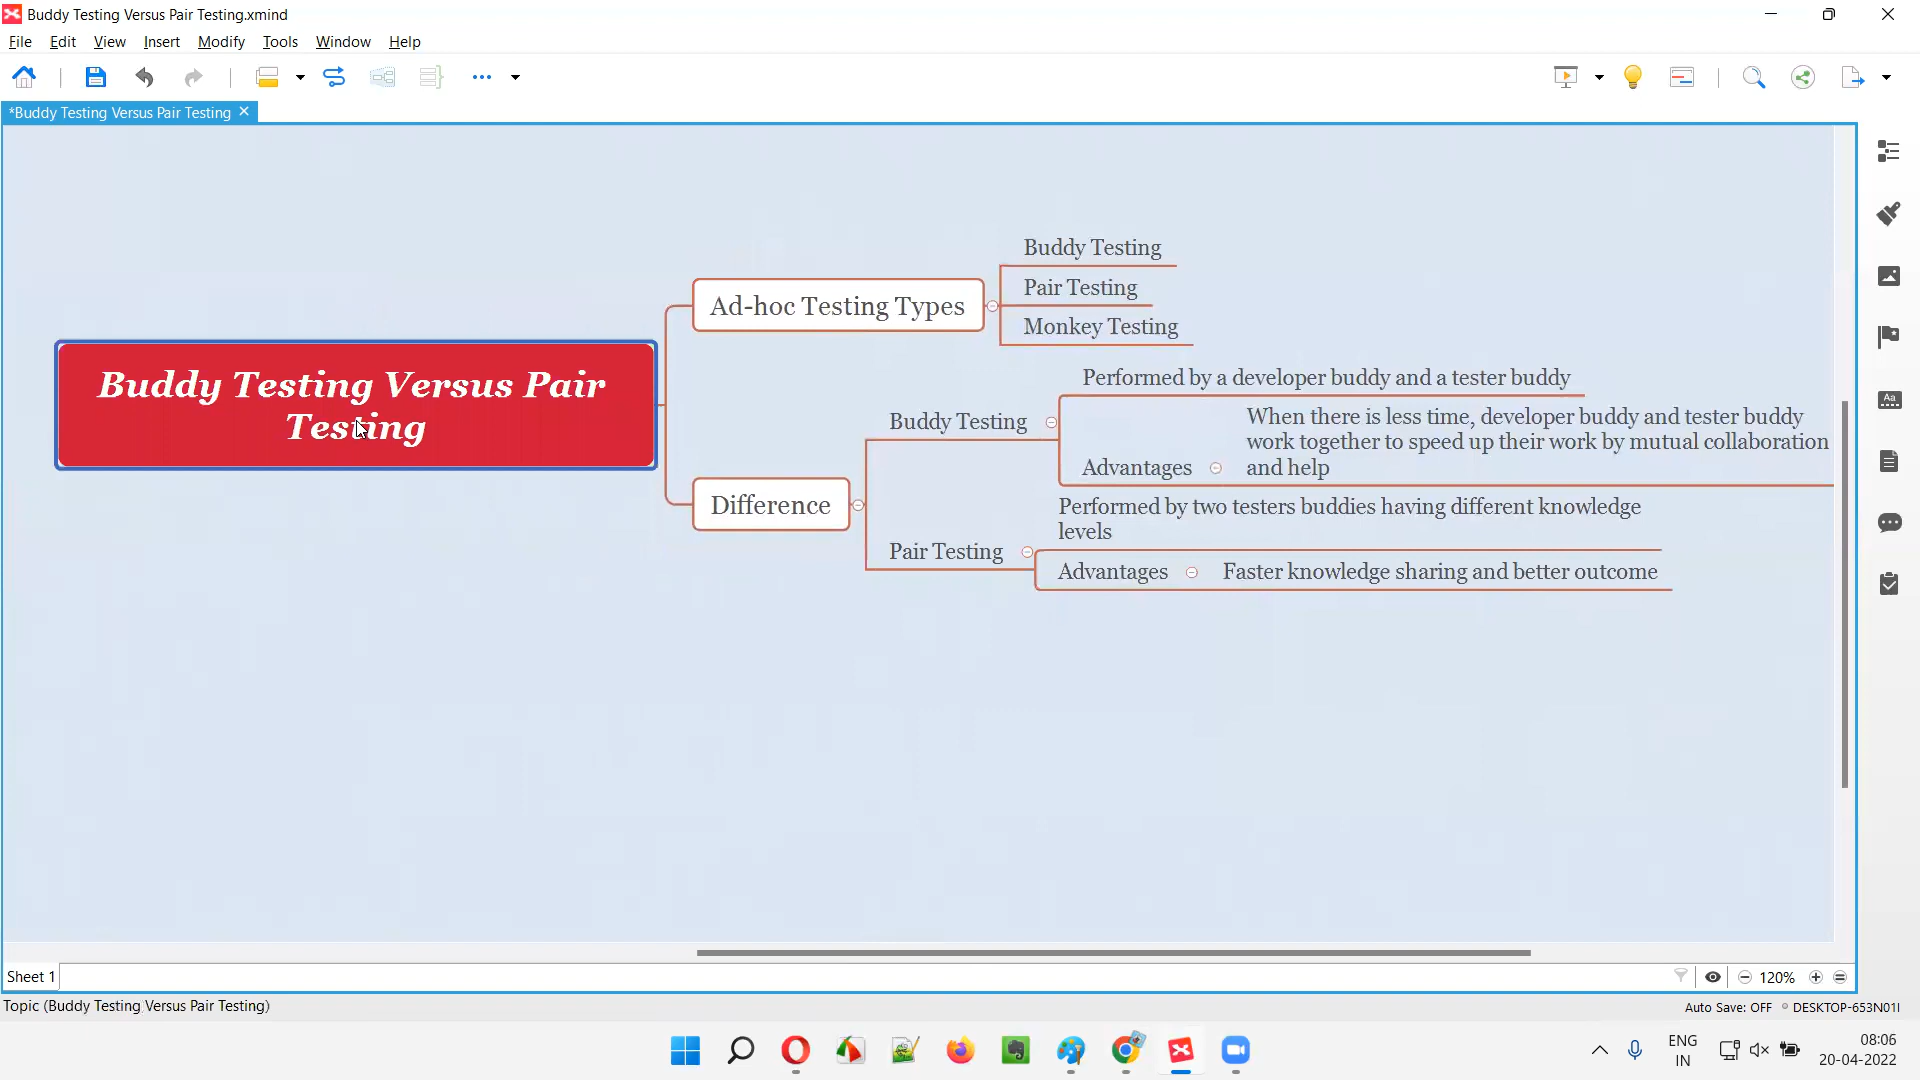 Buddy Testing Versus Pair Testing.xmind
File Edit View Insert Modify Tools Window Help
*Buddy Testing Versus Pair Testing
Buddy Testing Versus Pair
Testing
Ad-hoc Testing Types
Buddy Testing
Pair Testing
Monkey Testing
Difference
Buddy Testing
Performed by a developer buddy and a tester buddy
Advantages
When there is less time, developer buddy and tester buddy
work together to speed up their work by mutual collaboration
and help
Pair Testing
Performed by two testers buddies having different knowledge
levels
Advantages
Faster knowledge sharing and better outcome
Aa
Sheet 1
120%
Topic (Buddy Testing Versus Pair Testing)
Auto Save: OFF
DESKTOP-653N01I
ENG
IN
08:06
20-04-2022